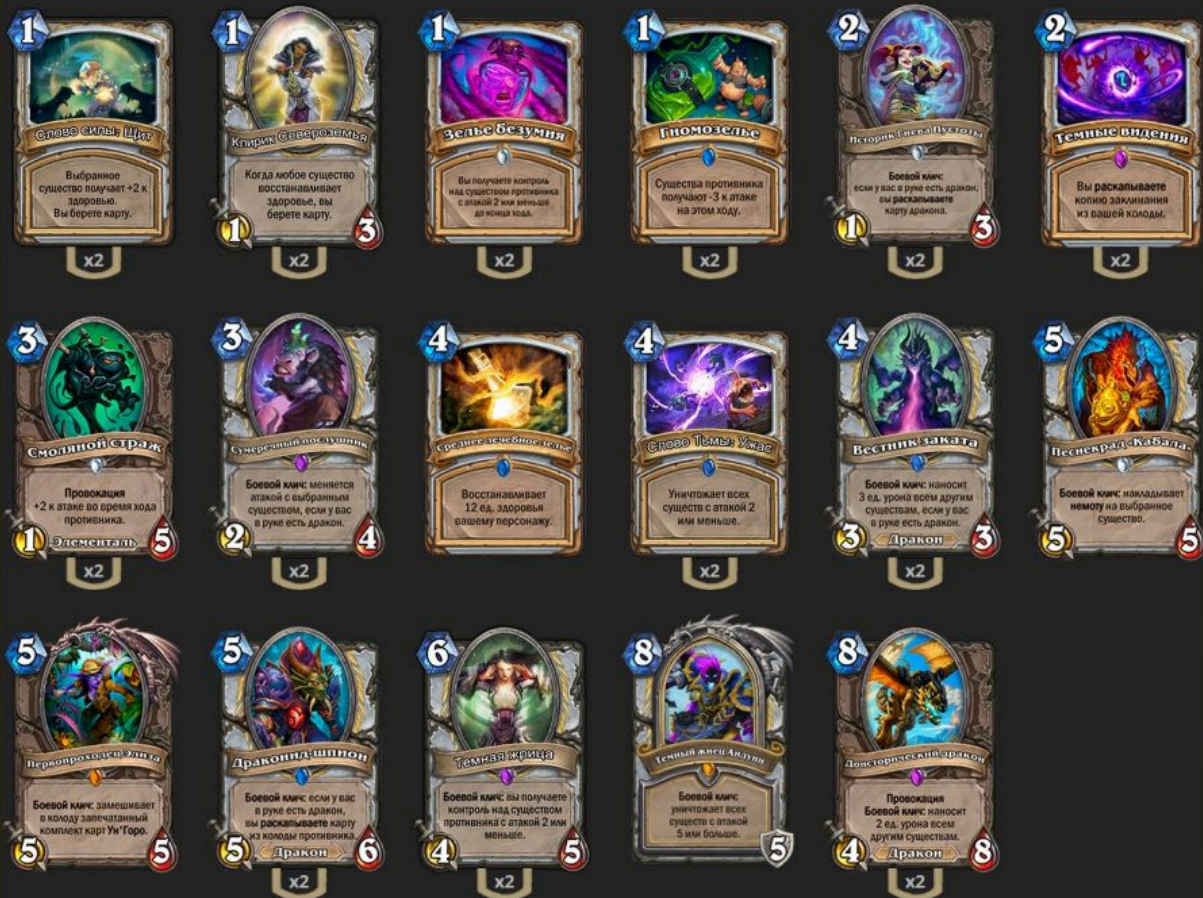 1
Слово силы: Щит
Выбранное
существо получает +2 к
здоровью.
Вы берете карту.
x2
1
Клирик Североземья
Когда любое существо
восстанавливает
здоровье, вы
берете карту.
1
3
x2
1
Зелье безумия
Вы получаете контроль
над существом противника
с атакой 2 или меньше
до конца хода.
x2
1
Гномозелье
Существа противника
получают -3 к атаке
на этом ходу.
2
Историк Гнева Пустоты
Боевой клич:
если у вас в руке есть дракон,
вы раскапываете
карту дракона.
1
3
x2
2
Темные видения
Вы раскапываете
копию заклинания
из вашей колоды.
x2
3
Смоляной страж
Провокация
+2 к атаке во время хода
противника.
1
Элементаль
5
x2
3
Сумеречный послушник
Боевой клич: меняется
атакой с выбранным
существом, если у вас
в руке есть дракон.
2
4
x2
4
Среднее лечебное зелье
Восстанавливает
12 ед. здоровья
вашему персонажу.
4
Слово Тьмы: Ужас
Уничтожает всех
существ с атакой 2
или меньше.
x2
4
Вестник заката
Боевой клич: наносит
3 ед. урона всем другим
существам, если у вас
в руке есть дракон.
3
Дракон
3
x2
5
Песнекрад «Кабала»
Боевой клич: накладывает
немоту на выбранное
существо.
5
5
5
Первопроходец Элиза
Боевой клич: замешивает
в колоду запечатанный
комплект карт Ун'Горо.
5
5
5
Драконид-шпион
Боевой клич: если у вас
в руке есть дракон,
вы раскапываете карту
из колоды противника.
5
Дракон
6
x2
6
Темная жрица
Боевой клич: вы получаете
контроль над существом
противника с атакой 2 или
меньше.
4
5
x2
8
Темный жнец Андуин
Боевой клич:
уничтожает всех
существ с атакой
5 или больше.
5
8
Доисторический дракон
Провокация
Боевой клич: наносит
2 ед. урона всем
другим существам.
4
Дракон
8
x2